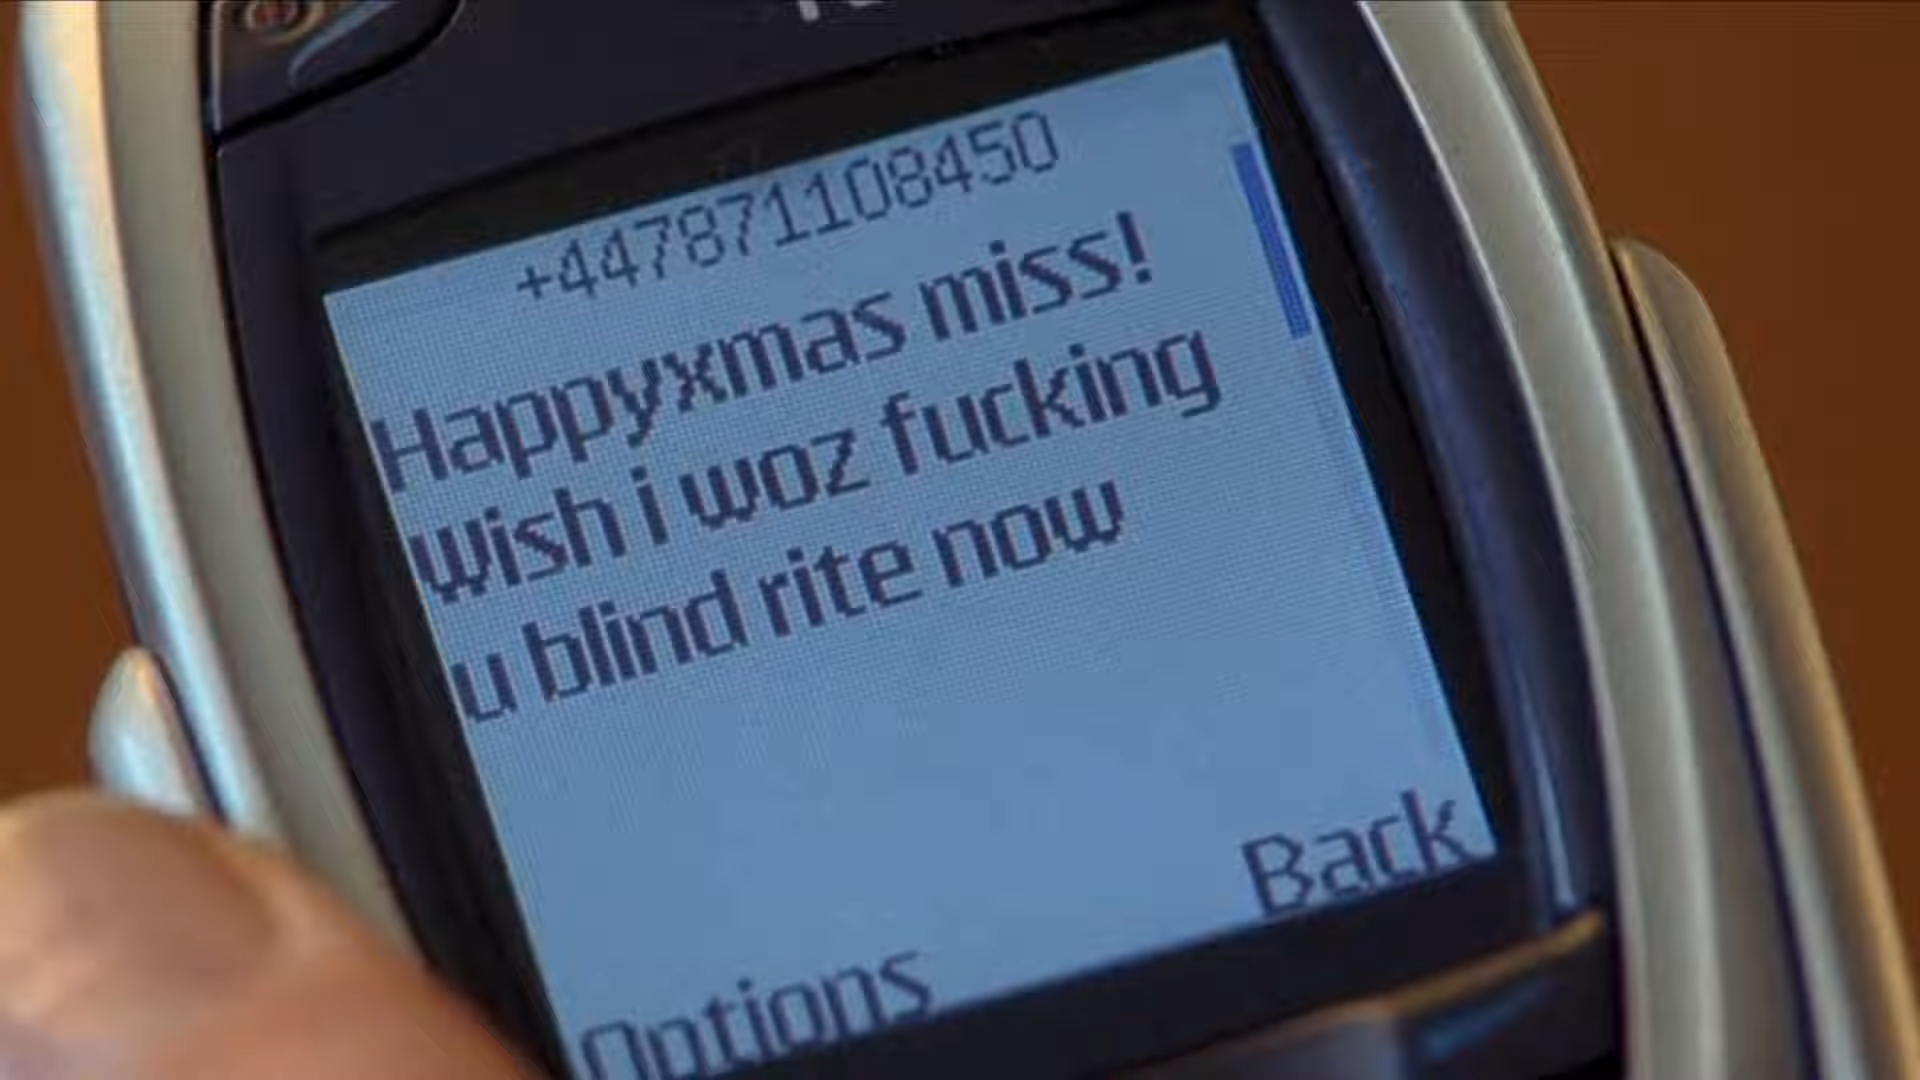 +447871108450
Happyxmas miss!
Wish i woz fucking
u blind rite now
Back
Options